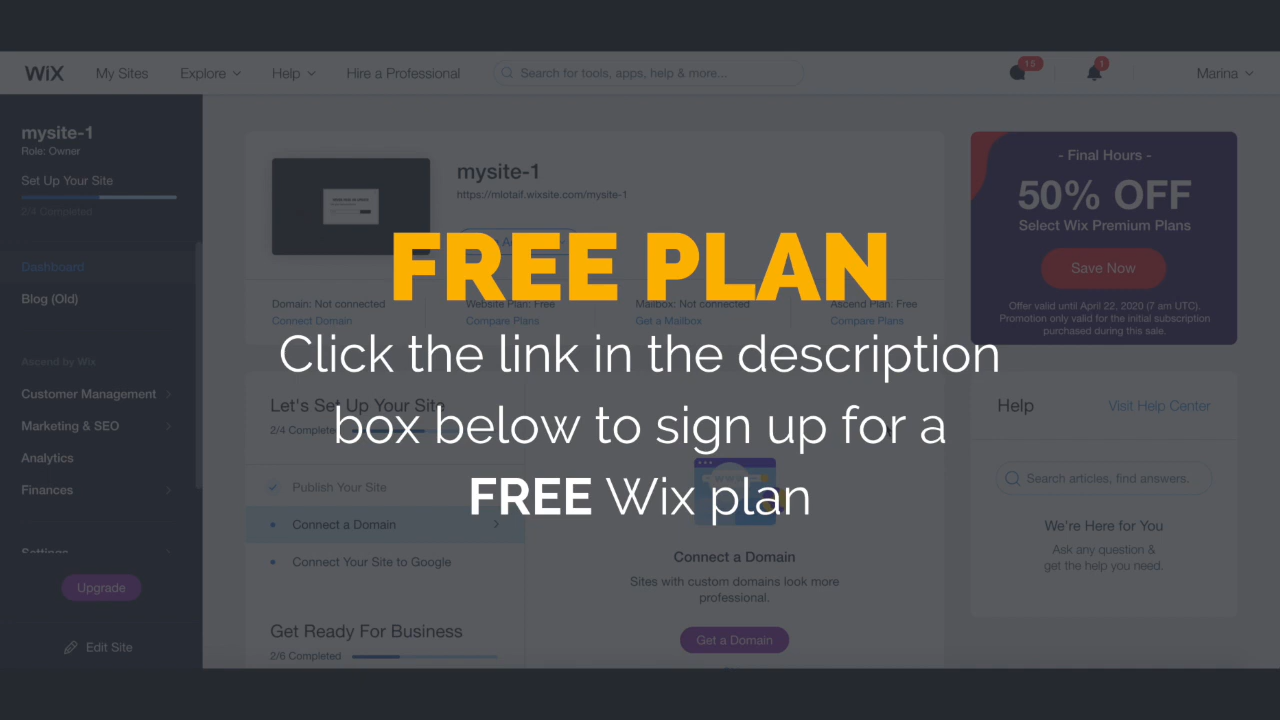 WiX My Sites Explore Help Hire a Professional Search for tools, apps, help & more... 15 1 Marina
mysite-1
Role: Owner
Set Up Your Site
2/4 Completed
Dashboard
Blog (Old)
Ascend by Wix
Customer Management
Marketing & SEO
Analytics
Finances
Settings
Upgrade
Edit Site
mysite-1
https://mlotaif.wixsite.com/mysite-1
FREE PLAN
Domain: Not connected
Connect Domain
Website Plan: Free
Compare Plans
Mailbox: Not connected
Get a Mailbox
Ascend Plan: Free
Compare Plans
Click the link in the description
box below to sign up for a
FREE Wix plan
Let's Set Up Your Site
2/4 Completed
Publish Your Site
Connect a Domain
Connect Your Site to Google
Get Ready For Business
2/6 Completed
Connect a Domain
Sites with custom domains look more
professional.
Get a Domain
- Final Hours -
50% OFF
Select Wix Premium Plans
Save Now
Offer valid until April 22, 2020 (7 am UTC).
Promotion only valid for the initial subscription
purchased during this sale.
Help
Visit Help Center
Search articles, find answers.
We're Here for You
Ask any question &
get the help you need.